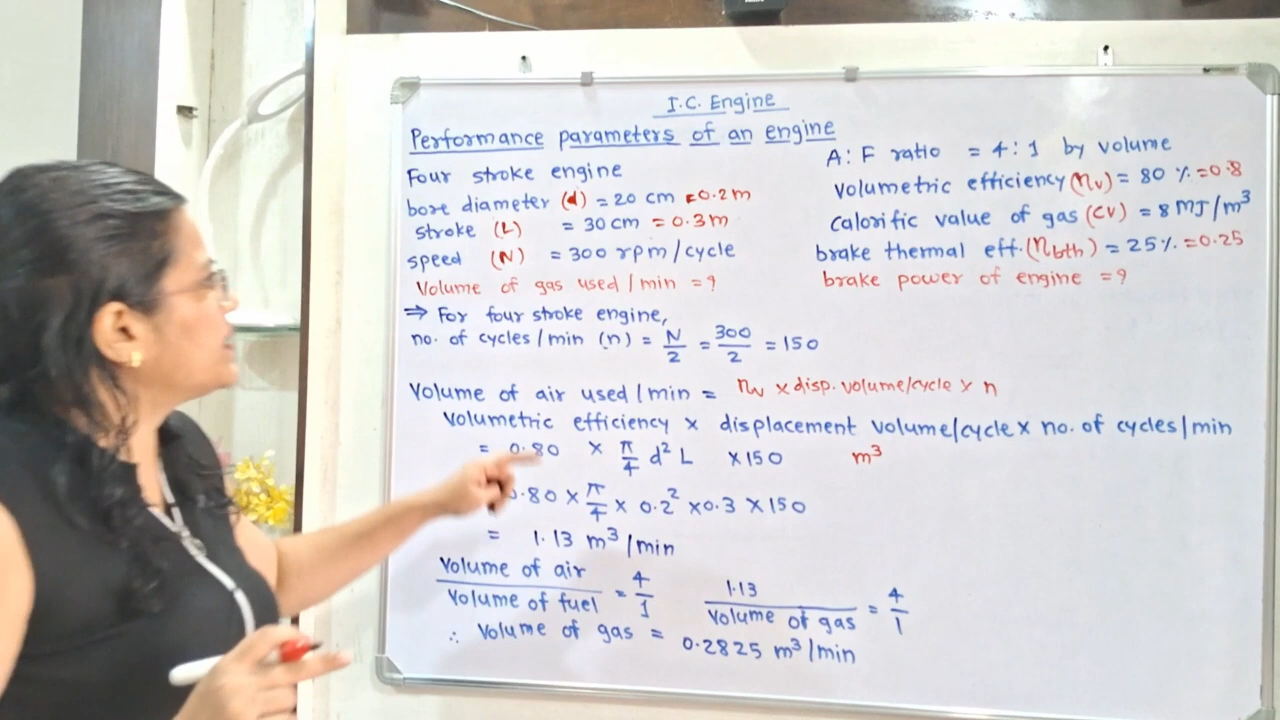 I.C. Engine
Performance parameters of an engine
Four stroke engine
bore diameter (d) = 20 cm = 0.2 m
stroke (L) = 30 cm = 0.3 m
speed (N) = 300 rpm/cycle
Volume of gas used / min = ?
A : F ratio = 4 : 1 by volume
Volumetric efficiency (ηv) = 80 % = 0.8
Calorific value of gas (CV) = 8 MJ/m³
brake thermal eff. (ηbth) = 25 % = 0.25
brake power of engine = ?
⇒ For four stroke engine,
no. of cycles / min (n) = N/2 = 300/2 = 150
Volume of air used / min = ηv × disp. volume/cycle × n
Volumetric efficiency × displacement volume/cycle × no. of cycles / min
= 0.80 × π/4 d² L × 150 m³
0.80 × π/4 × 0.2² × 0.3 × 150
= 1.13 m³/min
Volume of air / Volume of fuel = 4/1 1.13 / Volume of gas = 4/1
∴ Volume of gas = 0.2825 m³/min